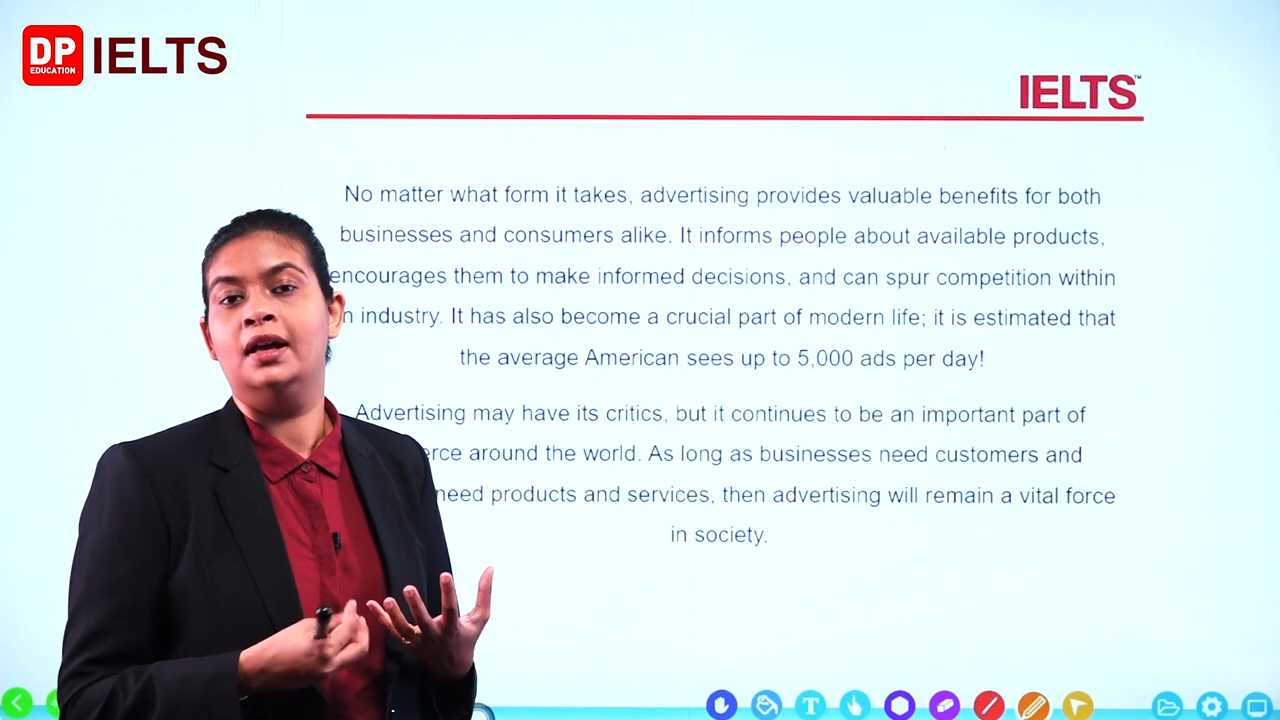 DP
EDUCATION
IELTS
IELTS™
No matter what form it takes, advertising provides valuable benefits for both
businesses and consumers alike. It informs people about available products,
encourages them to make informed decisions, and can spur competition within
industry. It has also become a crucial part of modern life; it is estimated that
the average American sees up to 5,000 ads per day!
Advertising may have its critics, but it continues to be an important part of
around the world. As long as businesses need customers and
need products and services, then advertising will remain a vital force
in society.
T